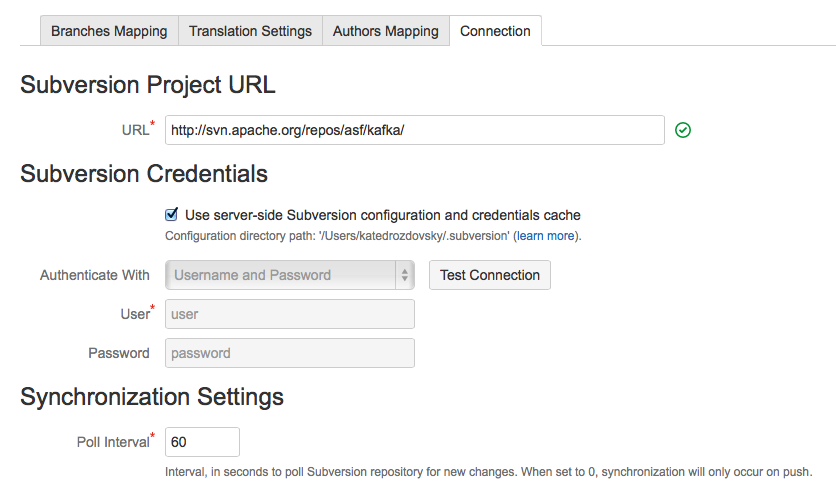 Branches Mapping Translation Settings Authors Mapping Connection
Subversion Project URL
URL* http://svn.apache.org/repos/asf/kafka/
Subversion Credentials
Use server-side Subversion configuration and credentials cache
Configuration directory path: '/Users/katedrozdovsky/.subversion' (learn more).
Authenticate With Username and Password Test Connection
User* user
Password password
Synchronization Settings
Poll Interval* 60
Interval, in seconds to poll Subversion repository for new changes. When set to 0, synchronization will only occur on push.